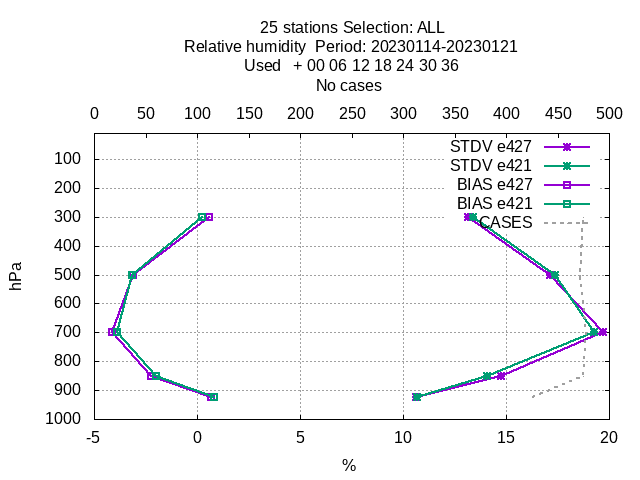 25 stations Selection: ALL
Relative humidity  Period: 20230114-20230121
Used   + 00 06 12 18 24 30 36
No cases
0 50 100 150 200 250 300 350 400 450 500
STDV e427
STDV e421
BIAS e427
BIAS e421
CASES
100
200
300
400
500
600
700
800
900
1000
hPa
-5 0 5 10 15 20
%